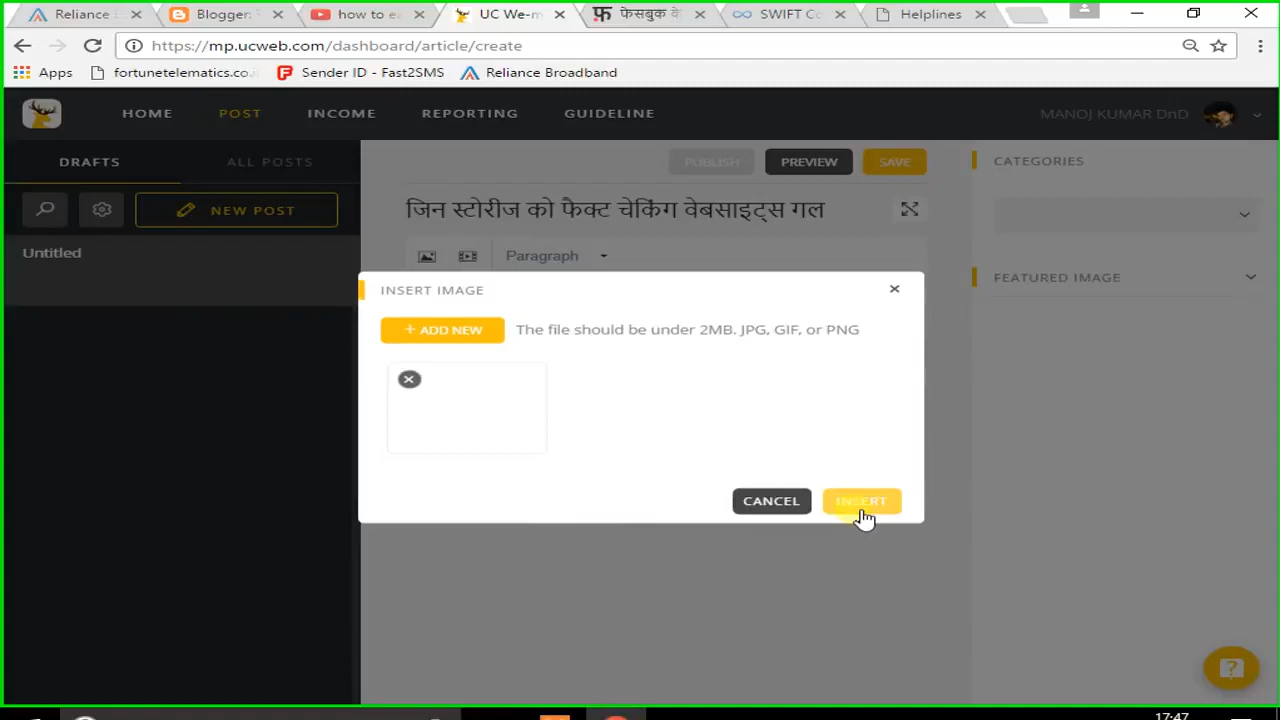 Reliance
Blogger:
how to ea
UC We-m
फेसबुक
SWIFT Co
Helplines
https://mp.ucweb.com/dashboard/article/create
Apps
fortunetelematics.co.i
Sender ID - Fast2SMS
Reliance Broadband
HOME
POST
INCOME
REPORTING
GUIDELINE
MANOJ KUMAR DnD
DRAFTS
ALL POSTS
PUBLISH
PREVIEW
SAVE
CATEGORIES
NEW POST
जिन स्टोरीज को फैक्ट चेकिंग वेबसाइट्स गल
Untitled
Paragraph
FEATURED IMAGE
INSERT IMAGE
+ ADD NEW
The file should be under 2MB. JPG, GIF, or PNG
CANCEL
INSERT
17:47